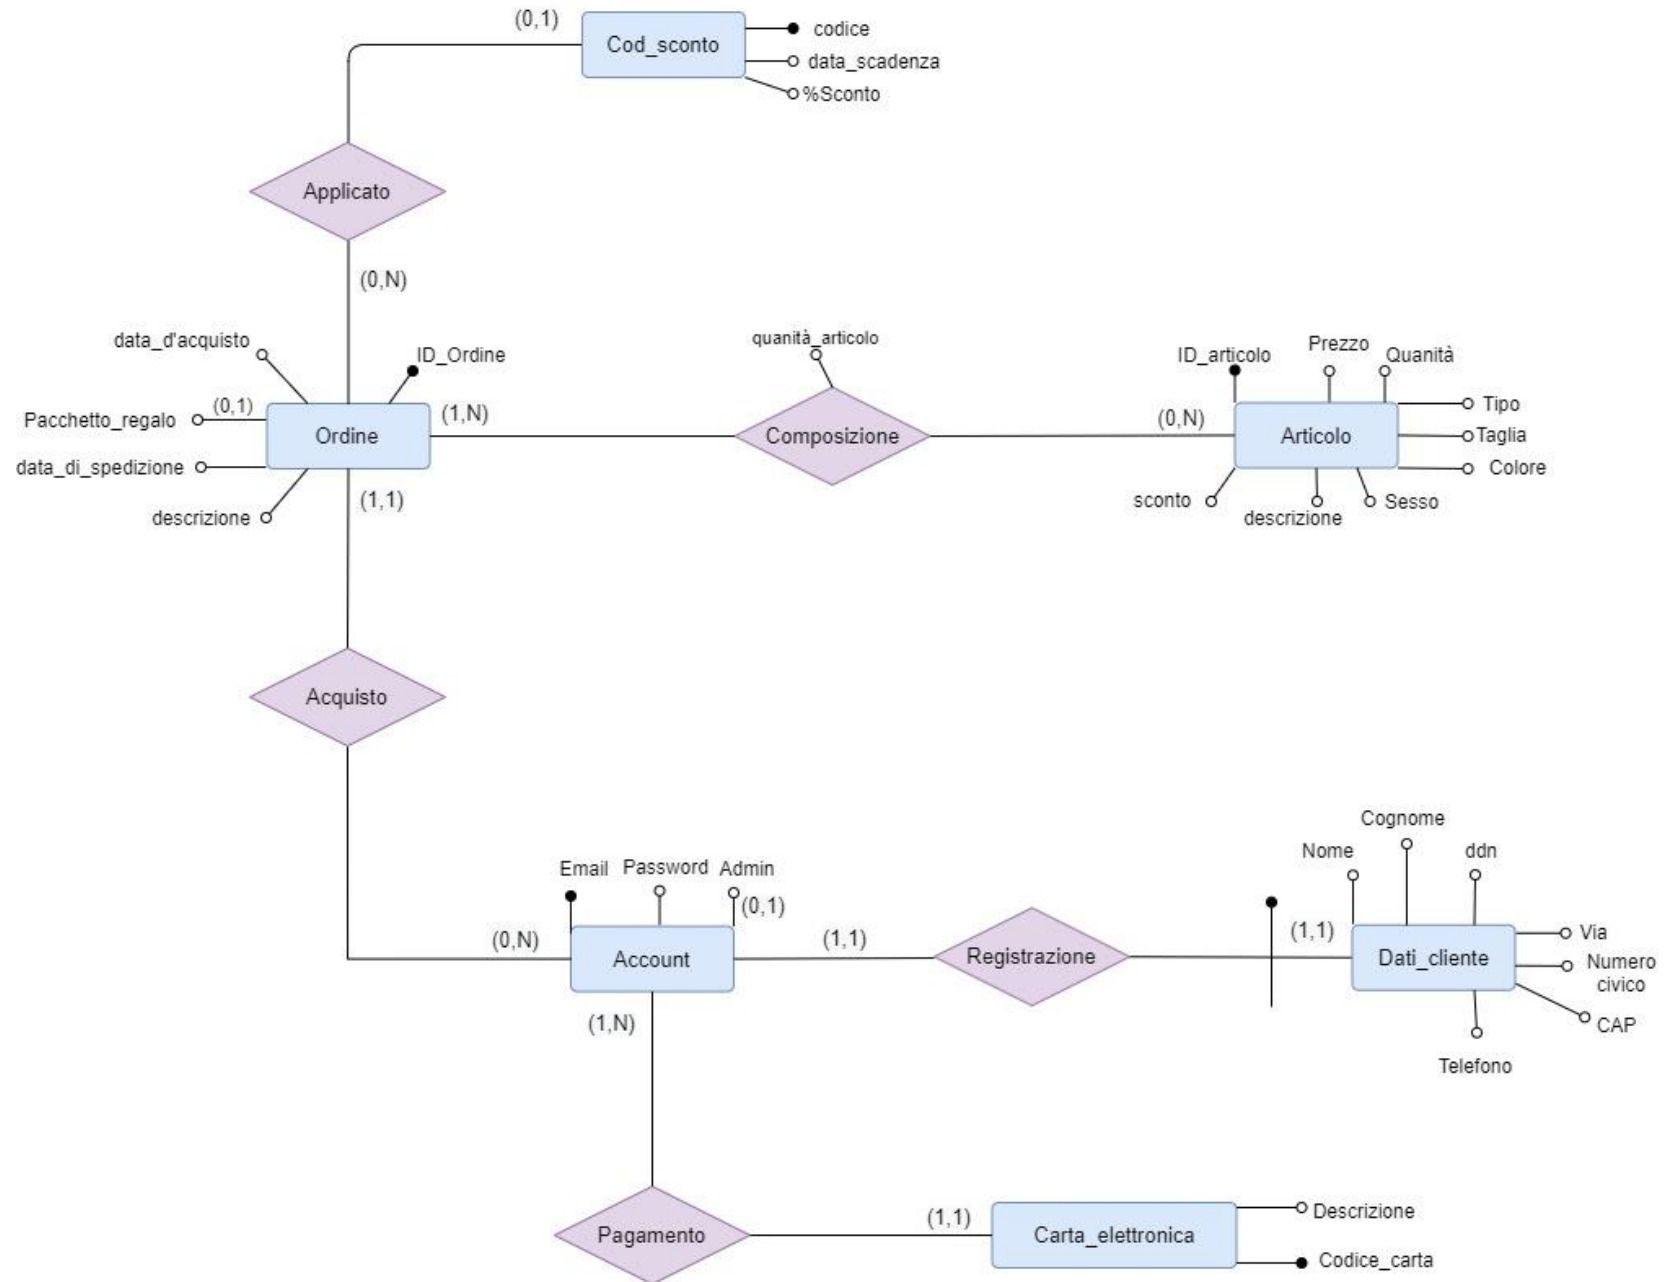 (0,1)
Cod_sconto
codice
data_scadenza
%Sconto
Applicato
(0,N)
data_d'acquisto
ID_Ordine
Pacchetto_regalo
(0,1)
Ordine
(1,N)
data_di_spedizione
descrizione
(1,1)
quanità_articolo
Composizione
(0,N)
ID_articolo
Prezzo
Quanità
Articolo
Tipo
Taglia
Colore
sconto
descrizione
Sesso
Acquisto
Email
Password
Admin
(0,1)
(0,N)
Account
(1,1)
(1,N)
Registrazione
(1,1)
Nome
Cognome
ddn
Dati_cliente
Via
Numero
civico
CAP
Telefono
Pagamento
(1,1)
Carta_elettronica
Descrizione
Codice_carta